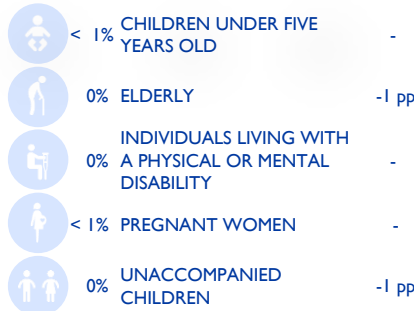 < 1% CHILDREN UNDER FIVE
YEARS OLD -
0% ELDERLY -1 pp
INDIVIDUALS LIVING WITH
0% A PHYSICAL OR MENTAL -
DISABILITY
< 1% PREGNANT WOMEN -
0% UNACCOMPANIED
CHILDREN -1 pp